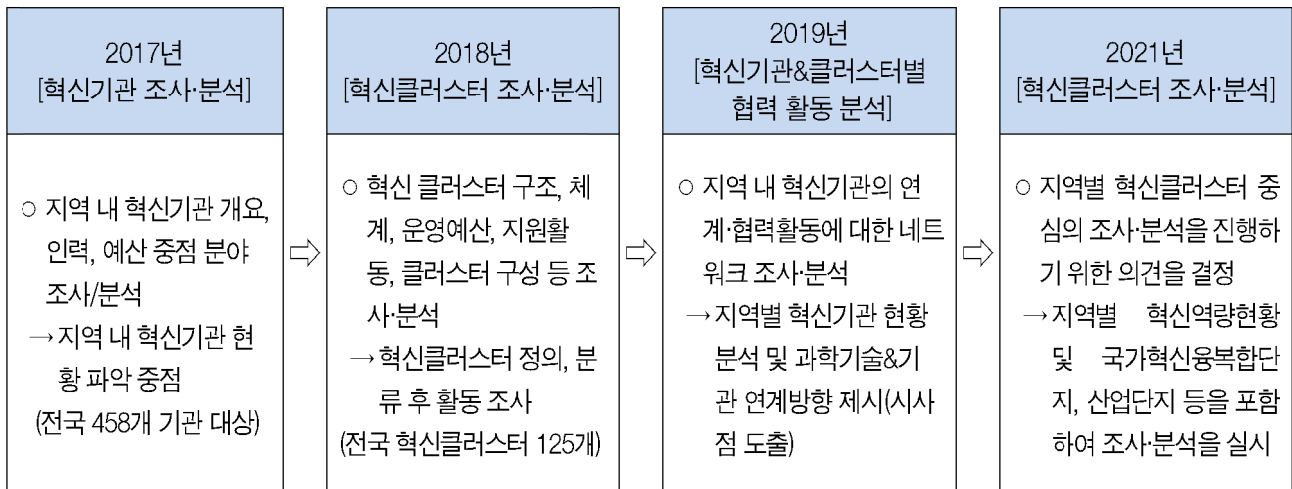 2017년
[혁신기관 조사·분석]
○ 지역 내 혁신기관 개요,
인력, 예산 중점 분야
조사/분석
→ 지역 내 혁신기관 현
황 파악 중점
(전국 458개 기관 대상)
⇨
2018년
[혁신클러스터 조사·분석]
○ 혁신 클러스터 구조, 체
계, 운영예산, 지원활
동, 클러스터 구성 등 조
사·분석
→ 혁신클러스터 정의, 분
류 후 활동 조사
(전국 혁신클러스터 125개)
⇨
2019년
[혁신기관&클러스터별
협력 활동 분석]
○ 지역 내 혁신기관의 연
계·협력활동에 대한 네트
워크 조사·분석
→ 지역별 혁신기관 현황
분석 및 과학기술&기
관 연계방향 제시(시사
점 도출)
⇨
2021년
[혁신클러스터 조사·분석]
○ 지역별 혁신클러스터 중
심의 조사·분석을 진행하
기 위한 의견을 결정
→ 지역별 혁신역량현황
및 국가혁신융복합단
지, 산업단지 등을 포함
하여 조사·분석을 실시